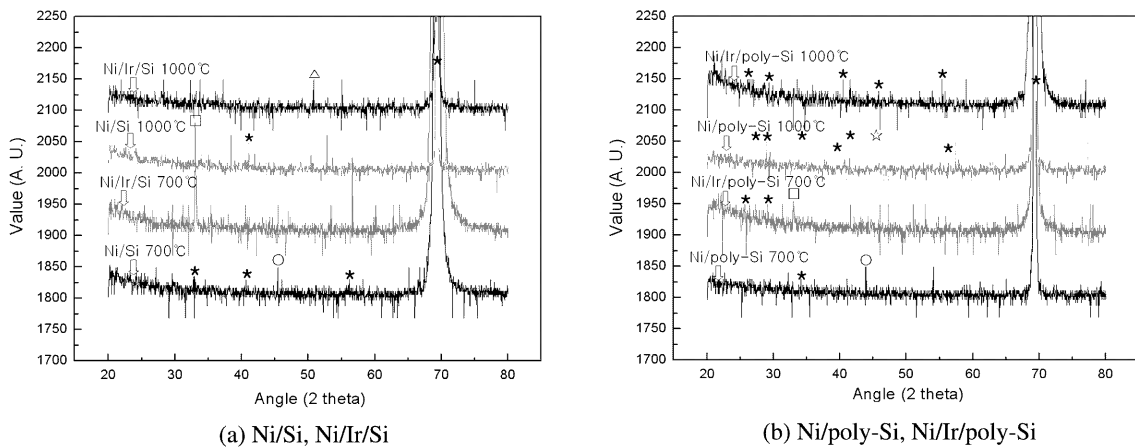 2250
2200
2150
2100
2050
2000
1950
1900
1850
1800
1750
1700
Value (A. U.)
Ni/Ir/Si 1000℃
Ni/Si 1000℃
Ni/Ir/Si 700℃
Ni/Si 700℃
20 30 40 50 60 70 80
Angle (2 theta)
(a) Ni/Si, Ni/Ir/Si
2250
2200
2150
2100
2050
2000
1950
1900
1850
1800
1750
1700
Value (A. U.)
Ni/Ir/poly-Si 1000℃
Ni/poly-Si 1000℃
Ni/Ir/poly-Si 700℃
Ni/poly-Si 700℃
20 30 40 50 60 70 80
Angle (2 theta)
(b) Ni/poly-Si, Ni/Ir/poly-Si